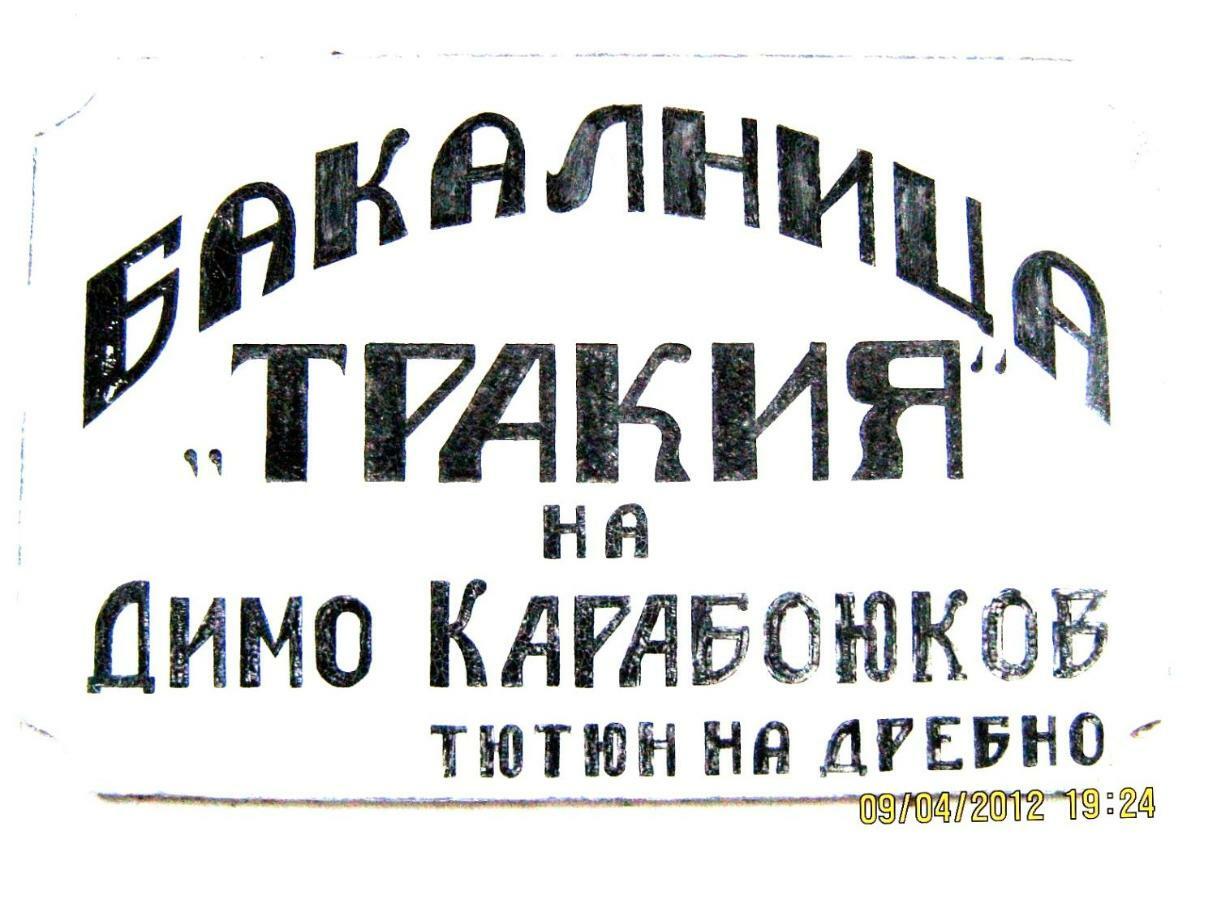 БАКАЛНИЦА
„ТРАКИЯ”
НА
ДИМО КАРАБОЮКОВ
ТЮТЮН НА ДРЕБНО
09/04/2012 19:24